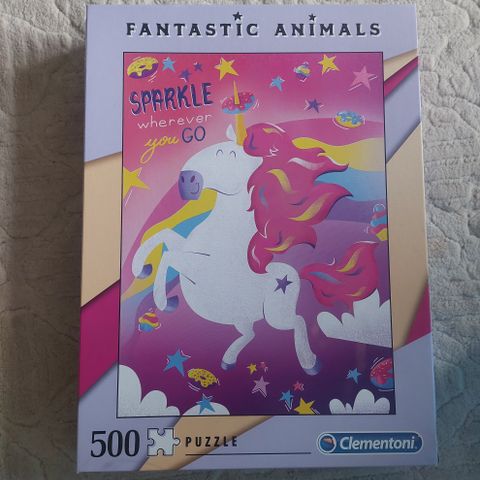 FANTASTIC ANIMALS
SPARKLE
wherever
you GO
500 PUZZLE
Clementoni